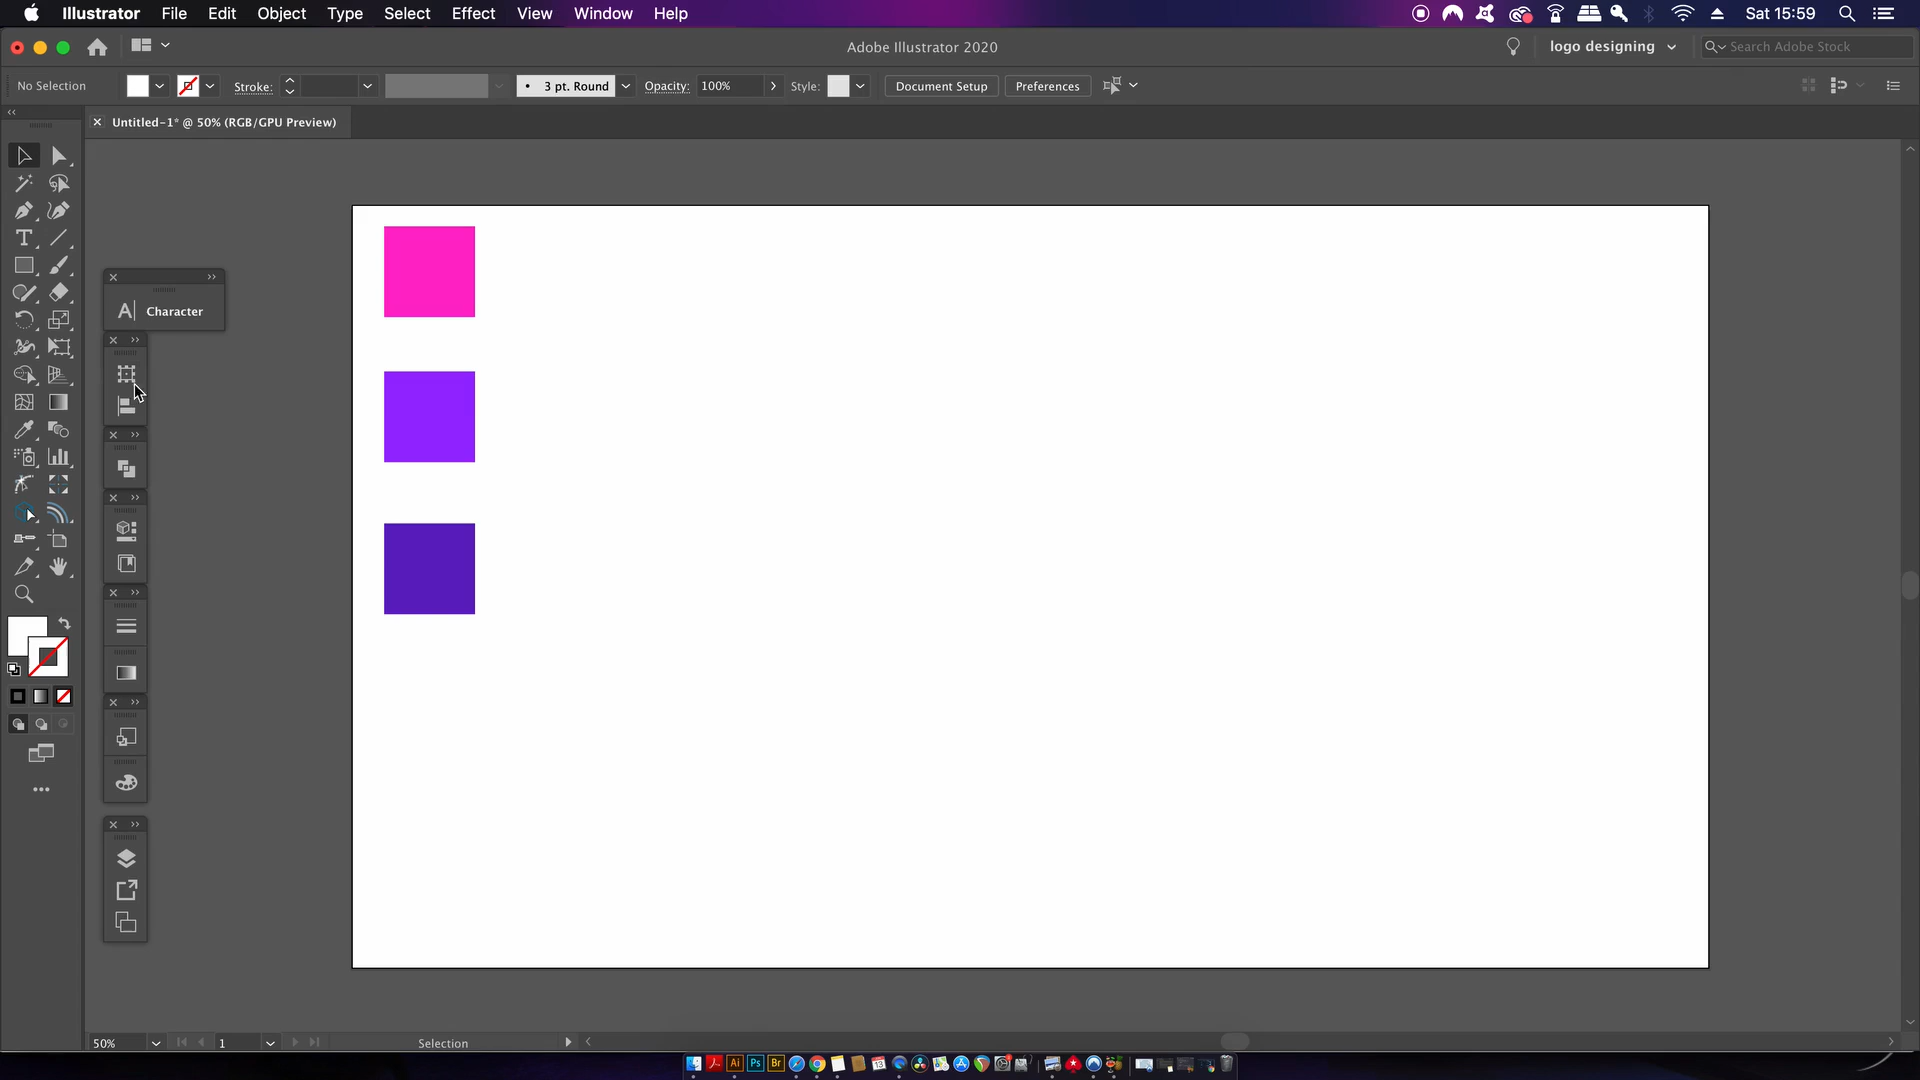 Illustrator File Edit Object Type Select Effect View Window Help Sat 15:59
Adobe Illustrator 2020 logo designing Search Adobe Stock
No Selection Stroke: 3 pt. Round Opacity: 100% Style: Document Setup Preferences
Untitled-1* @ 50% (RGB/GPU Preview)
A Character
50% 1 Selection